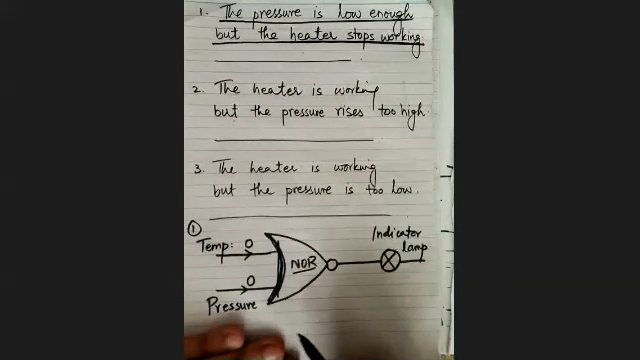 1. The pressure is low enough
but the heater stops working
2. The heater is working
but the pressure rises too high
3. The heater is working
but the pressure is too low.
1
Indicator
lamp
Temp: 0
NOR
0
Pressure